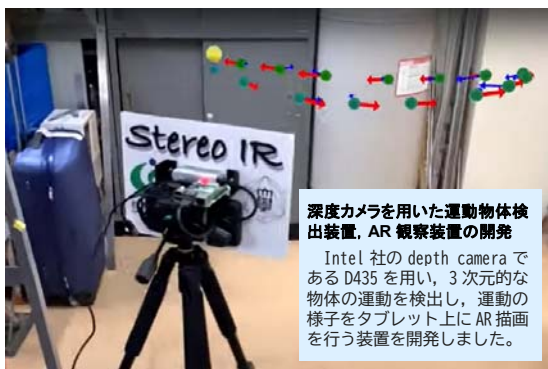 Stereo IR
深度カメラを用いた運動物体検
出装置，AR 観察装置の開発
Intel 社の depth camera で
ある D435 を用い，3 次元的な
物体の運動を検出し，運動の
様子をタブレット上に AR 描画
を行う装置を開発しました。